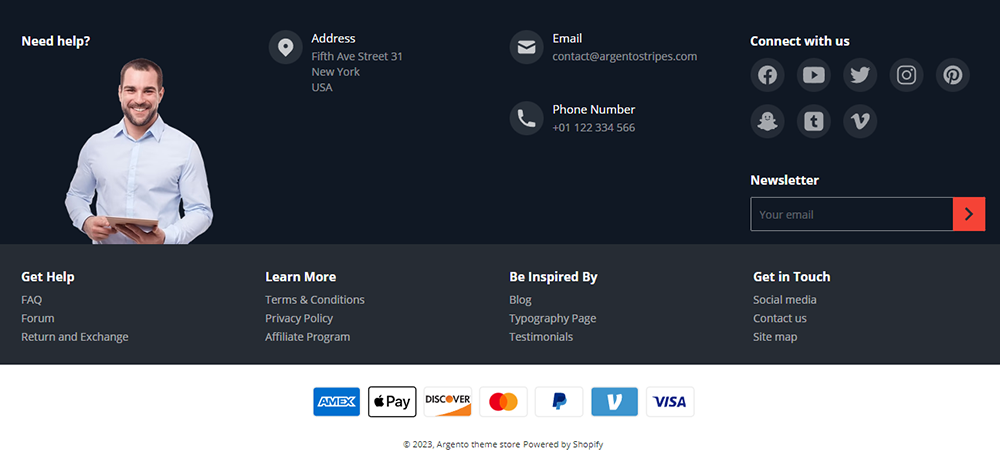 Need help?
Address
Fifth Ave Street 31
New York
USA
Email
contact@argentostripes.com
Phone Number
+01 122 334 566
Connect with us
Newsletter
Your email
Get Help
FAQ
Forum
Return and Exchange
Learn More
Terms & Conditions
Privacy Policy
Affiliate Program
Be Inspired By
Blog
Typography Page
Testimonials
Get in Touch
Social media
Contact us
Site map
AMEX
Pay
DISCOVER
VISA
© 2023, Argento theme store Powered by Shopify